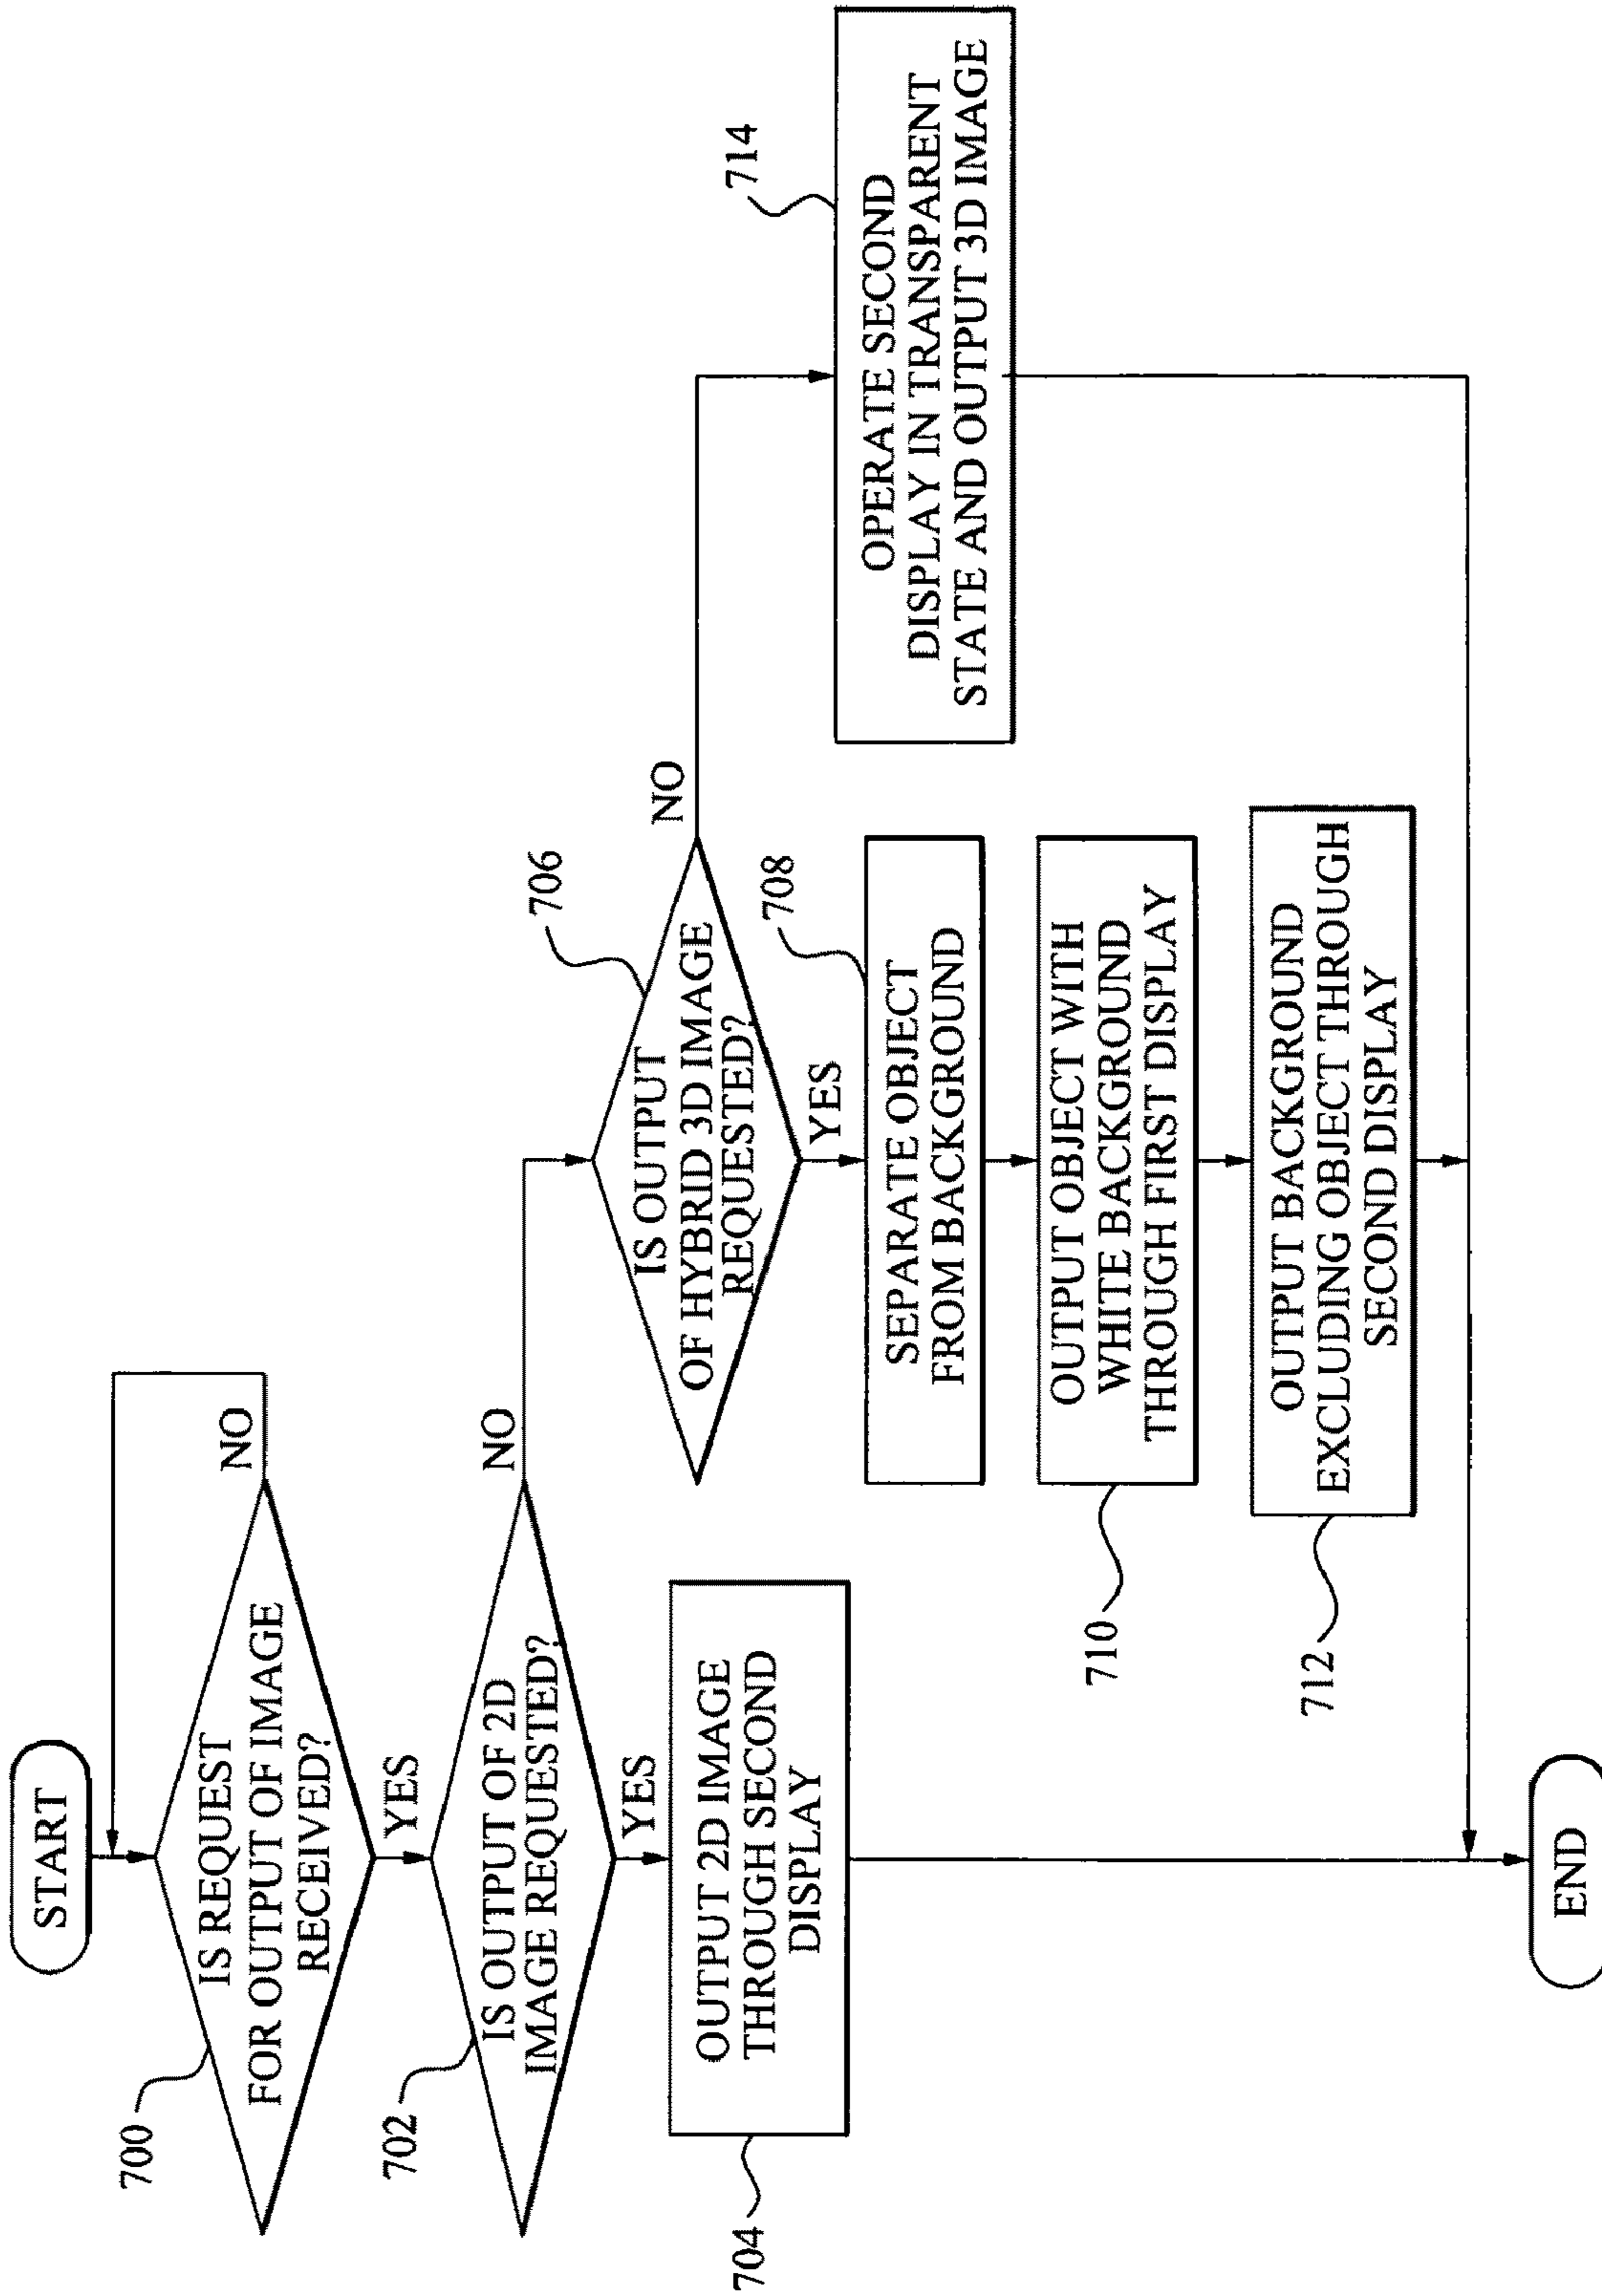 START
700
IS REQUEST
FOR OUTPUT OF IMAGE
RECEIVED?
NO
YES
702
IS OUTPUT OF 2D
IMAGE REQUESTED?
NO
YES
704
OUTPUT 2D IMAGE
THROUGH SECOND
DISPLAY
706
IS OUTPUT
OF HYBRID 3D IMAGE
REQUESTED?
NO
YES
708
SEPARATE OBJECT
FROM BACKGROUND
710
OUTPUT OBJECT WITH
WHITE BACKGROUND
THROUGH FIRST DISPLAY
712
OUTPUT BACKGROUND
EXCLUDING OBJECT THROUGH
SECOND DISPLAY
714
OPERATE SECOND
DISPLAY IN TRANSPARENT
STATE AND OUTPUT 3D IMAGE
END